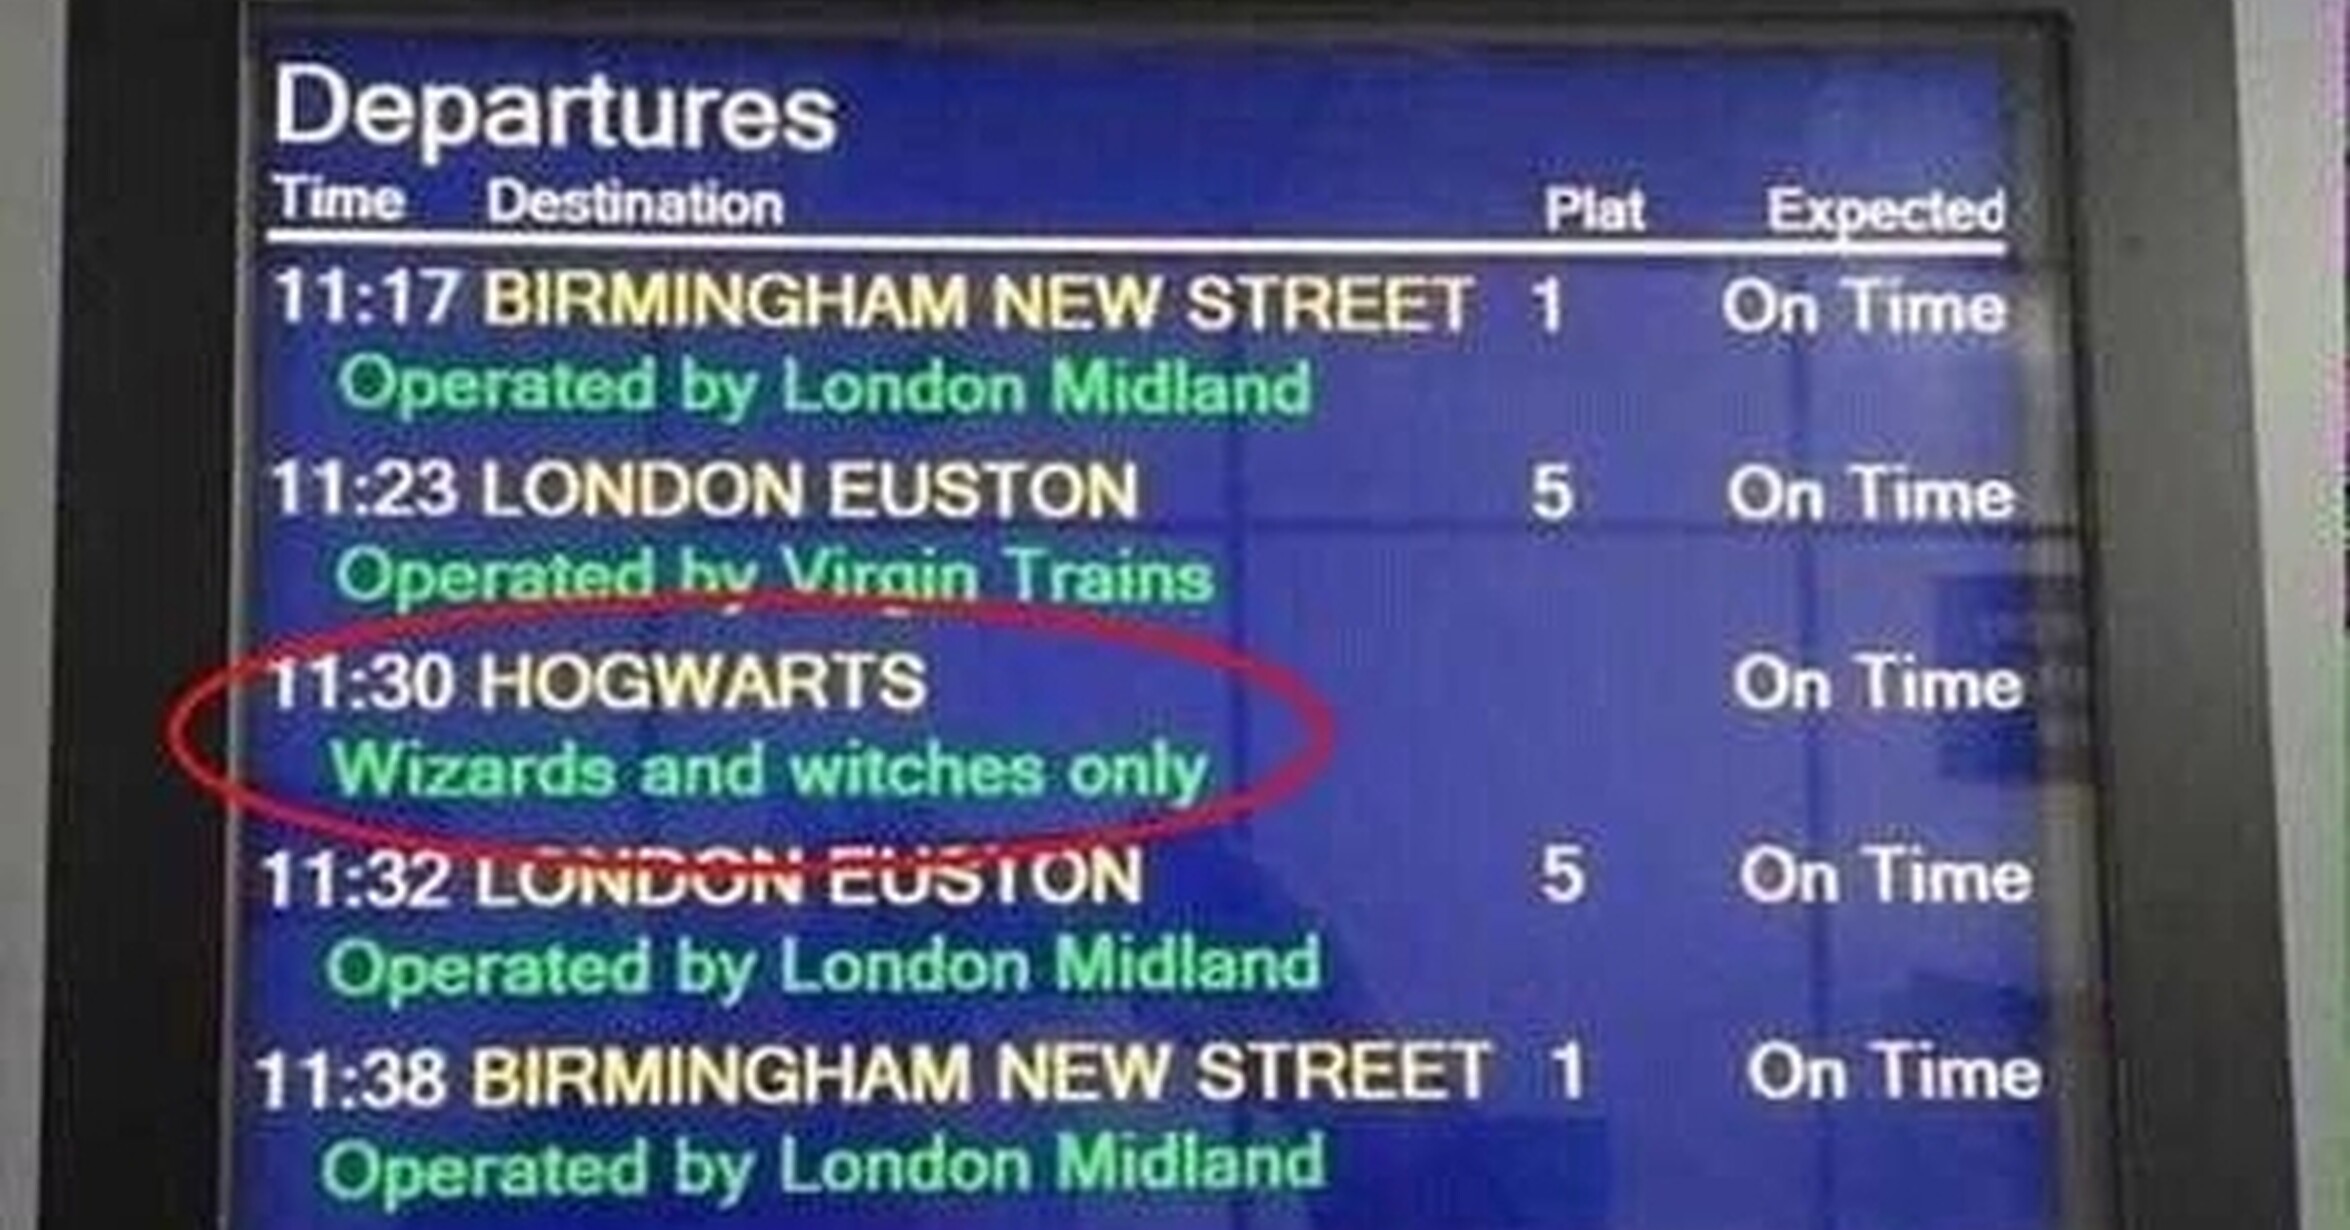 Departures
Time Destination Plat Expected
11:17 BIRMINGHAM NEW STREET 1 On Time
Operated by London Midland
11:23 LONDON EUSTON 5 On Time
Operated by Virgin Trains
11:30 HOGWARTS On Time
Wizards and witches only
11:32 LONDON EUSTON 5 On Time
Operated by London Midland
11:38 BIRMINGHAM NEW STREET 1 On Time
Operated by London Midland